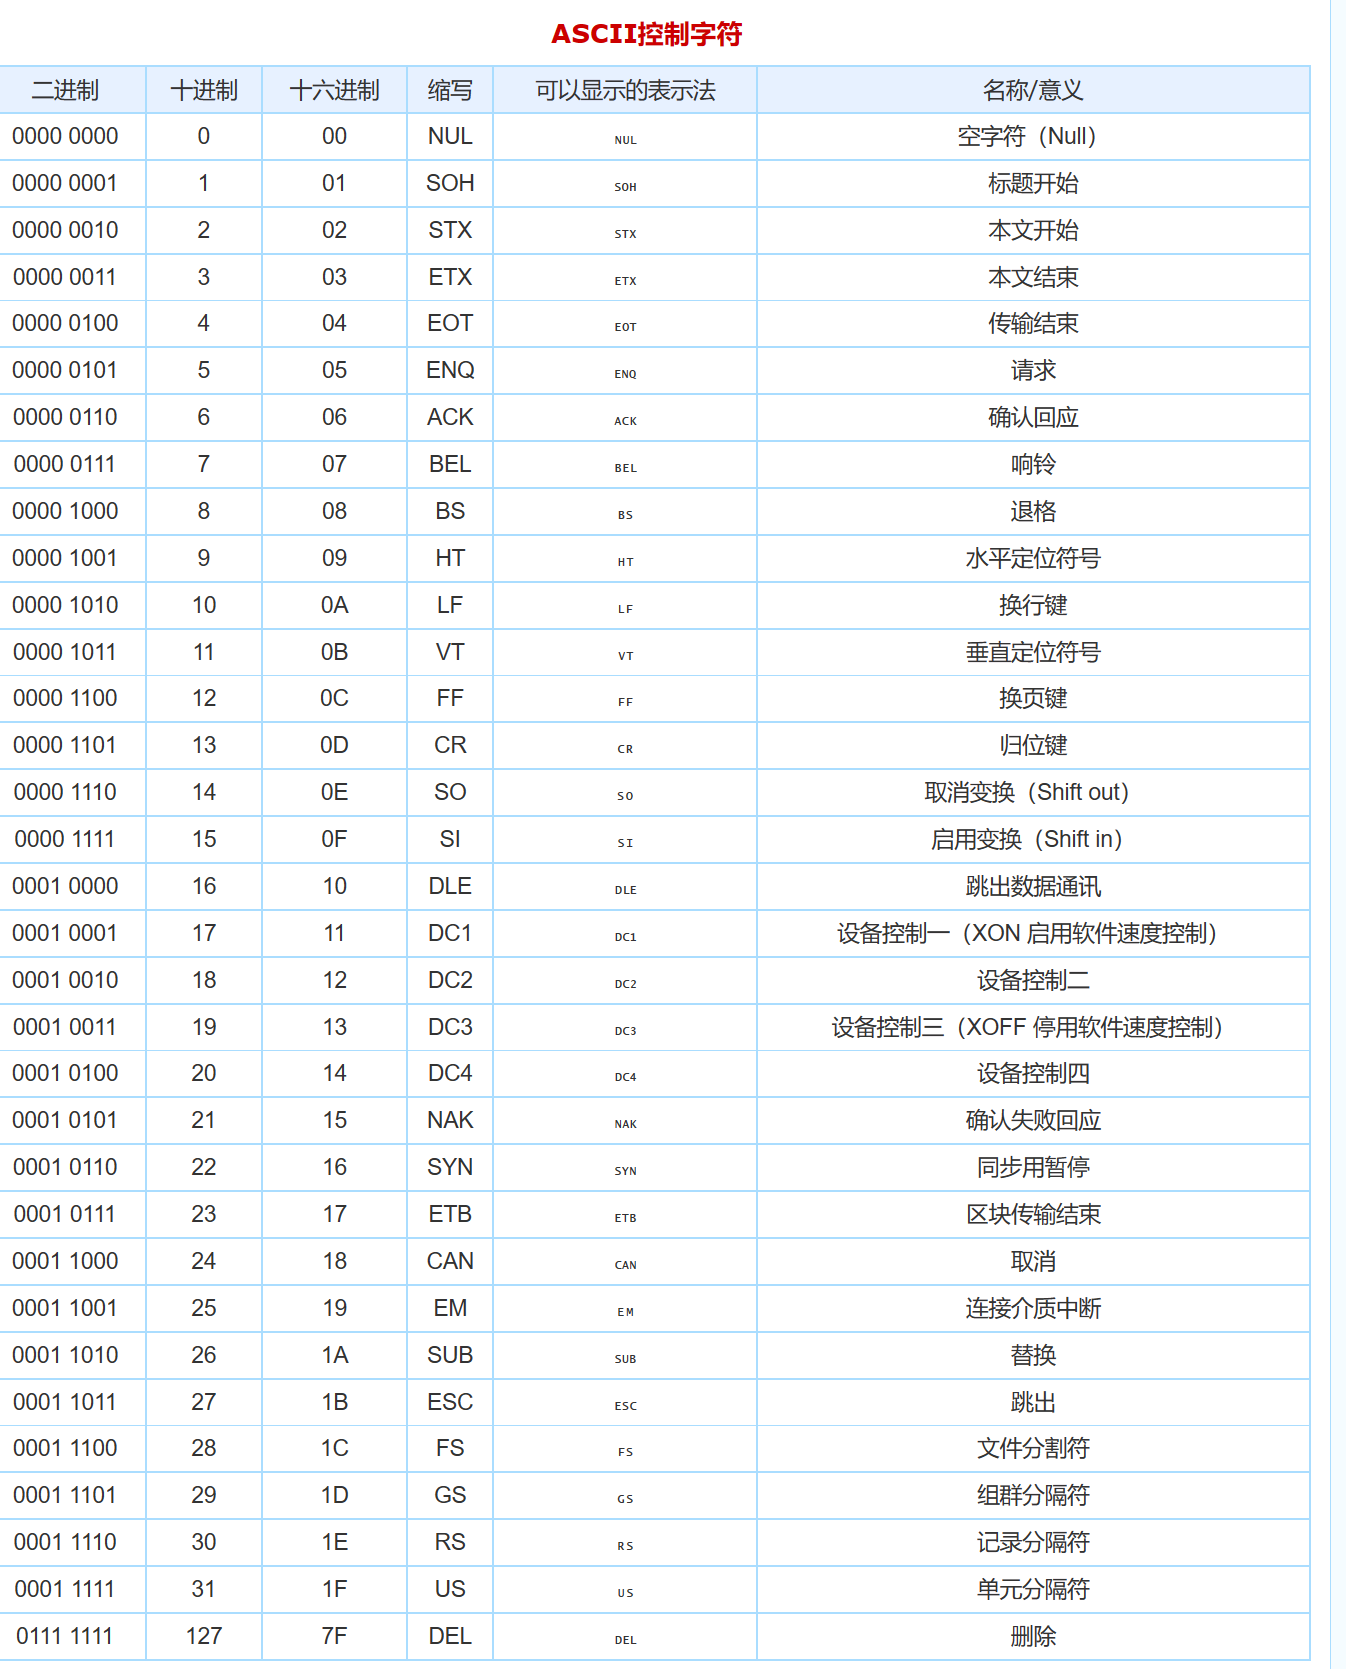 ASCII控制字符
二进制 十进制 十六进制 缩写 可以显示的表示法 名称/意义
0000 0000 0 00 NUL NUL 空字符（Null）
0000 0001 1 01 SOH SOH 标题开始
0000 0010 2 02 STX STX 本文开始
0000 0011 3 03 ETX ETX 本文结束
0000 0100 4 04 EOT EOT 传输结束
0000 0101 5 05 ENQ ENQ 请求
0000 0110 6 06 ACK ACK 确认回应
0000 0111 7 07 BEL BEL 响铃
0000 1000 8 08 BS BS 退格
0000 1001 9 09 HT HT 水平定位符号
0000 1010 10 0A LF LF 换行键
0000 1011 11 0B VT VT 垂直定位符号
0000 1100 12 0C FF FF 换页键
0000 1101 13 0D CR CR 归位键
0000 1110 14 0E SO SO 取消变换（Shift out）
0000 1111 15 0F SI SI 启用变换（Shift in）
0001 0000 16 10 DLE DLE 跳出数据通讯
0001 0001 17 11 DC1 DC1 设备控制一（XON 启用软件速度控制）
0001 0010 18 12 DC2 DC2 设备控制二
0001 0011 19 13 DC3 DC3 设备控制三（XOFF 停用软件速度控制）
0001 0100 20 14 DC4 DC4 设备控制四
0001 0101 21 15 NAK NAK 确认失败回应
0001 0110 22 16 SYN SYN 同步用暂停
0001 0111 23 17 ETB ETB 区块传输结束
0001 1000 24 18 CAN CAN 取消
0001 1001 25 19 EM EM 连接介质中断
0001 1010 26 1A SUB SUB 替换
0001 1011 27 1B ESC ESC 跳出
0001 1100 28 1C FS FS 文件分割符
0001 1101 29 1D GS GS 组群分隔符
0001 1110 30 1E RS RS 记录分隔符
0001 1111 31 1F US US 单元分隔符
0111 1111 127 7F DEL DEL 删除